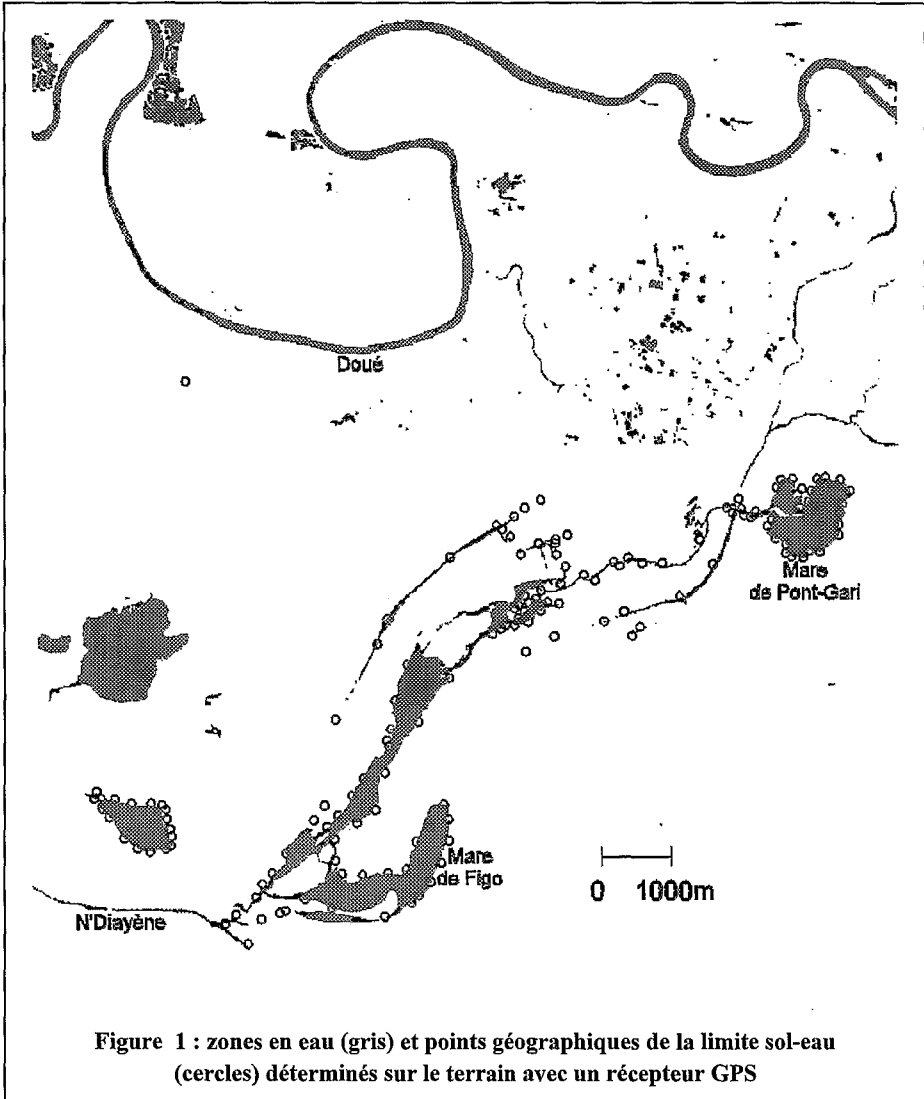 Doué
Mare
de Pont-Gari
Mare
de Figo
N'Diayène
0 1000m
Figure 1 : zones en eau (gris) et points géographiques de la limite sol-eau
(cercles) déterminés sur le terrain avec un récepteur GPS